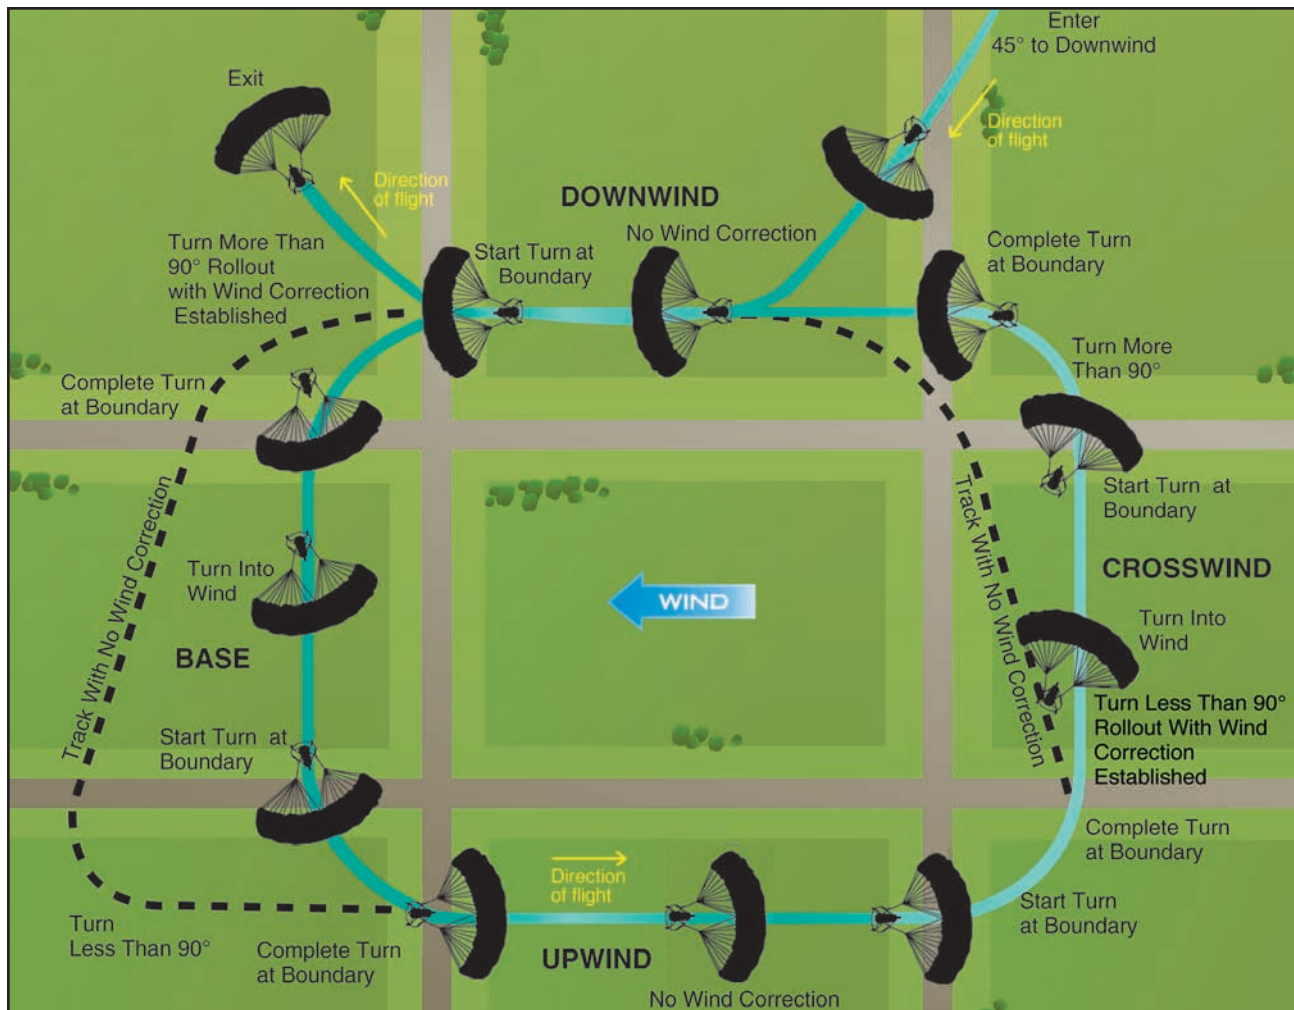 Enter
45° to Downwind
Exit
Direction
of flight
Direction
of flight
DOWNWIND
No Wind Correction
Turn More Than
90° Rollout
with Wind Correction
Established
Start Turn at
Boundary
Complete Turn
at Boundary
Turn More
Than 90°
Complete Turn
at Boundary
Start Turn at
Boundary
Track With No Wind Correction
Track With No Wind Correction
Turn Into
Wind
WIND
CROSSWIND
Turn Into
Wind
BASE
Turn Less Than 90°
Rollout With Wind
Correction
Established
Start Turn at
Boundary
Complete Turn
at Boundary
Direction
of flight
Start Turn
at Boundary
Turn
Less Than 90°
Complete Turn
at Boundary
UPWIND
No Wind Correction